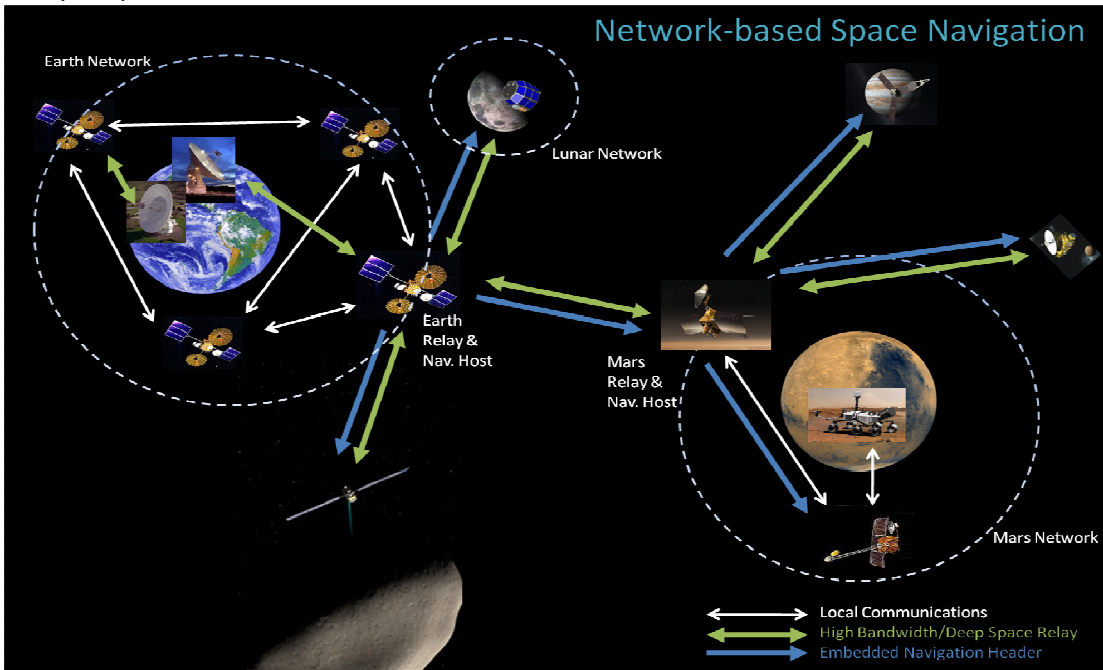 Network-based Space Navigation
Earth Network
Lunar Network
Earth
Relay &
Nav. Host
Mars
Relay &
Nav. Host
Mars Network
Local Communications
High Bandwidth/Deep Space Relay
Embedded Navigation Header